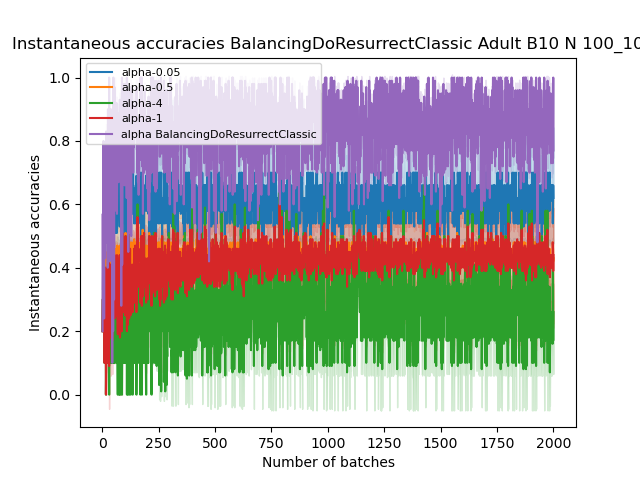 Instantaneous accuracies BalancingDoResurrectClassic Adult B10 N 100_10
alpha-0.05
alpha-0.5
alpha-4
alpha-1
alpha BalancingDoResurrectClassic
Instantaneous accuracies
1.0
0.8
0.6
0.4
0.2
0.0
0 250 500 750 1000 1250 1500 1750 2000
Number of batches